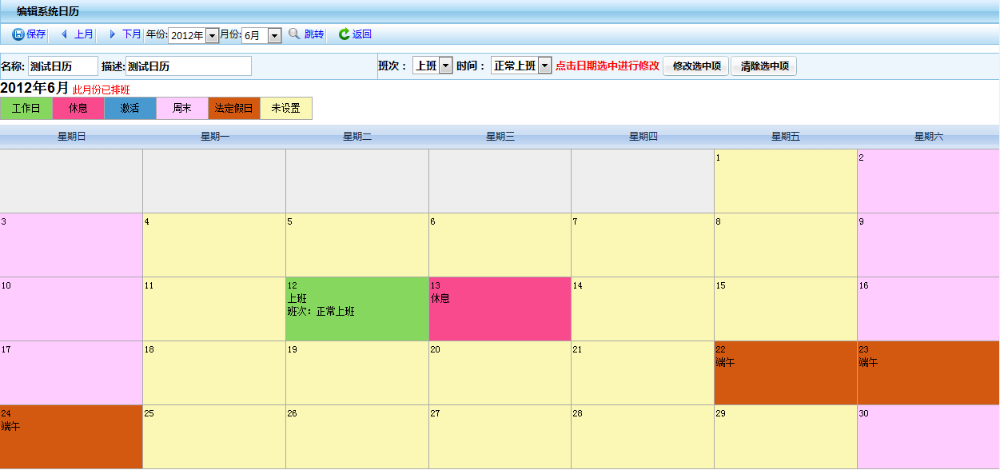 编辑系统日历
保存 上月 下月 年份: 2012年 月份: 6月 跳转 返回
名称: 测试日历 描述: 测试日历 班次： 上班 时间： 正常上班 点击日期选中进行修改 修改选中项 清除选中项
2012年6月 此月份已排班
工作日 休息 激活 周末 法定假日 未设置
星期日 星期一 星期二 星期三 星期四 星期五 星期六
1 2
3 4 5 6 7 8 9
10 11 12 13 14 15 16
上班 休息
班次：正常上班
17 18 19 20 21 22 23
端午 端午
24 25 26 27 28 29 30
端午